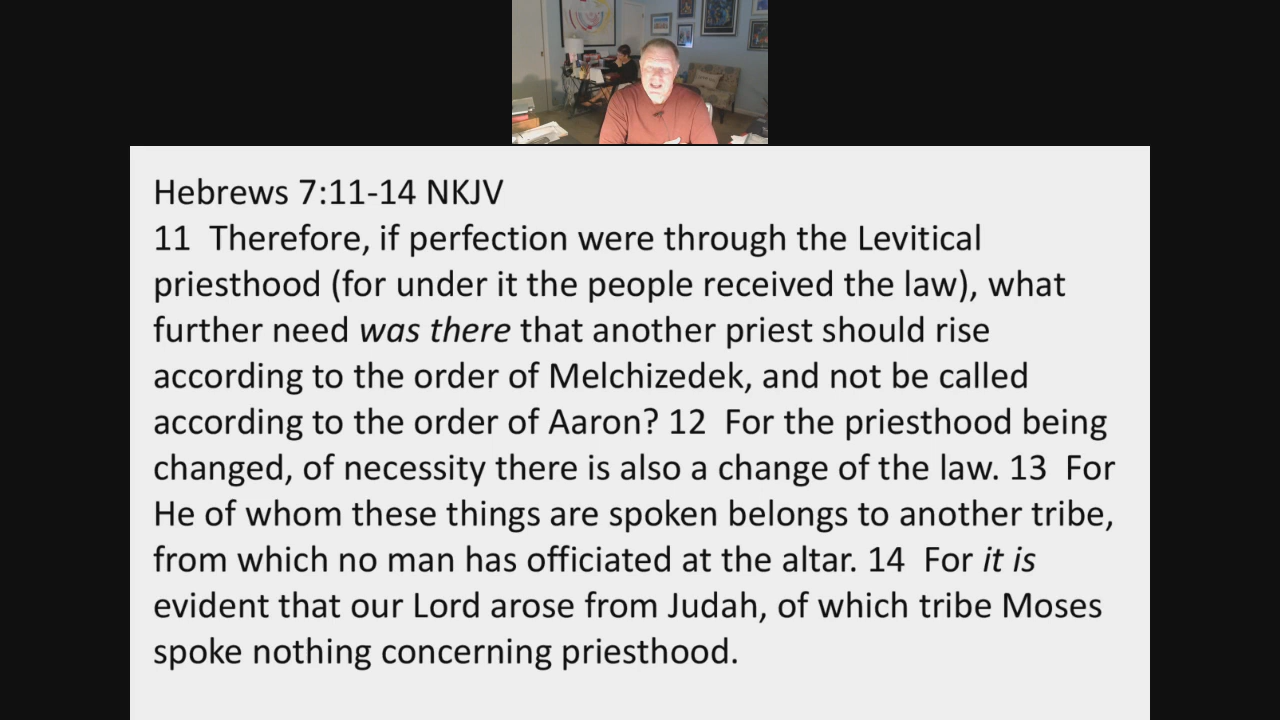 Hebrews 7:11-14 NKJV
11  Therefore, if perfection were through the Levitical
priesthood (for under it the people received the law), what
further need was there that another priest should rise
according to the order of Melchizedek, and not be called
according to the order of Aaron? 12  For the priesthood being
changed, of necessity there is also a change of the law. 13  For
He of whom these things are spoken belongs to another tribe,
from which no man has officiated at the altar. 14  For it is
evident that our Lord arose from Judah, of which tribe Moses
spoke nothing concerning priesthood.